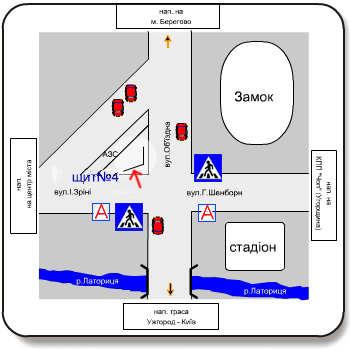 нап. на
м. Берегово
Замок
АЗС
вул.Об'їздна
щит№4
вул.І.Зріні
вул.Г.Шенборн
нап.
на центр міста
нап. на
КПП "Чоп" (Угорщина)
А
А
стадіон
р.Латориця
р.Латориця
нап. траса
Ужгород - Київ